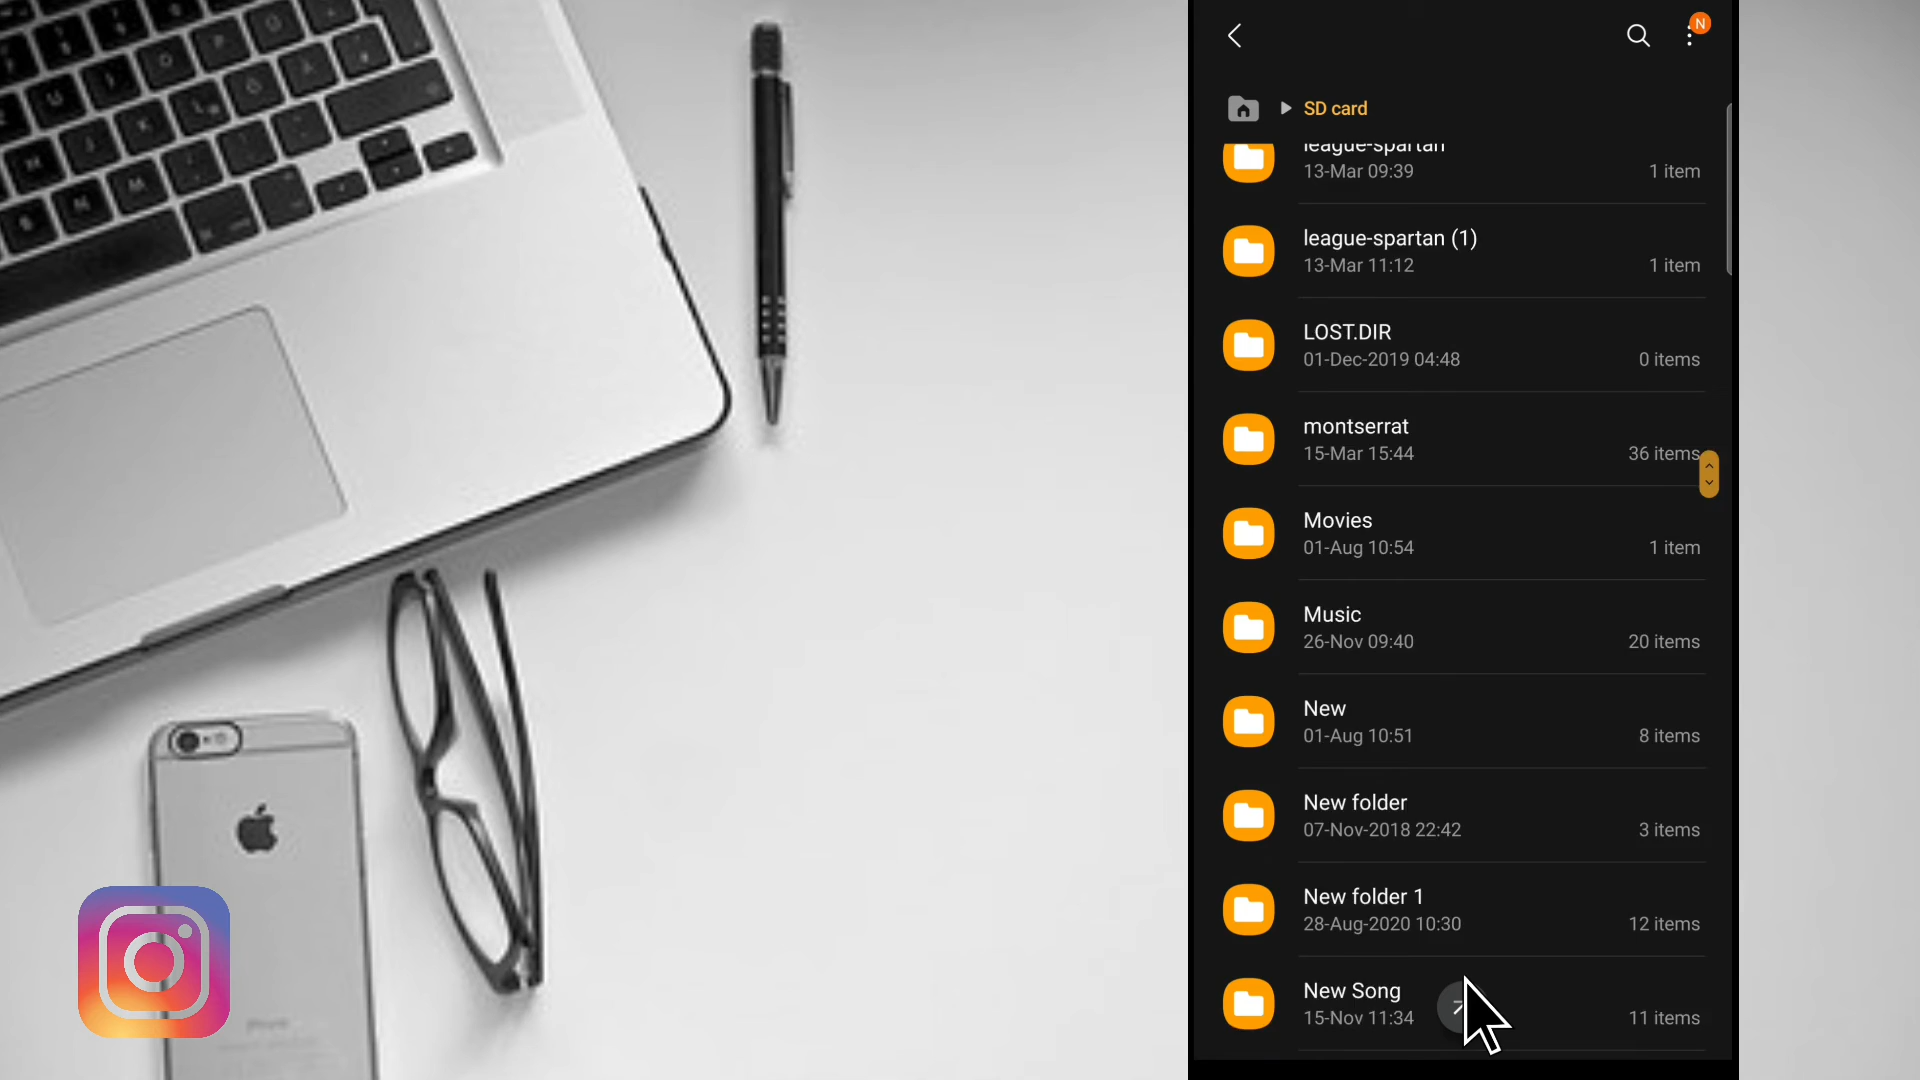 N
SD card
league-spartan
13-Mar 09:39
1 item
league-spartan (1)
13-Mar 11:12
1 item
LOST.DIR
01-Dec-2019 04:48
0 items
montserrat
15-Mar 15:44
36 items
Movies
01-Aug 10:54
1 item
Music
26-Nov 09:40
20 items
New
01-Aug 10:51
8 items
New folder
07-Nov-2018 22:42
3 items
New folder 1
28-Aug-2020 10:30
12 items
New Song
15-Nov 11:34
11 items